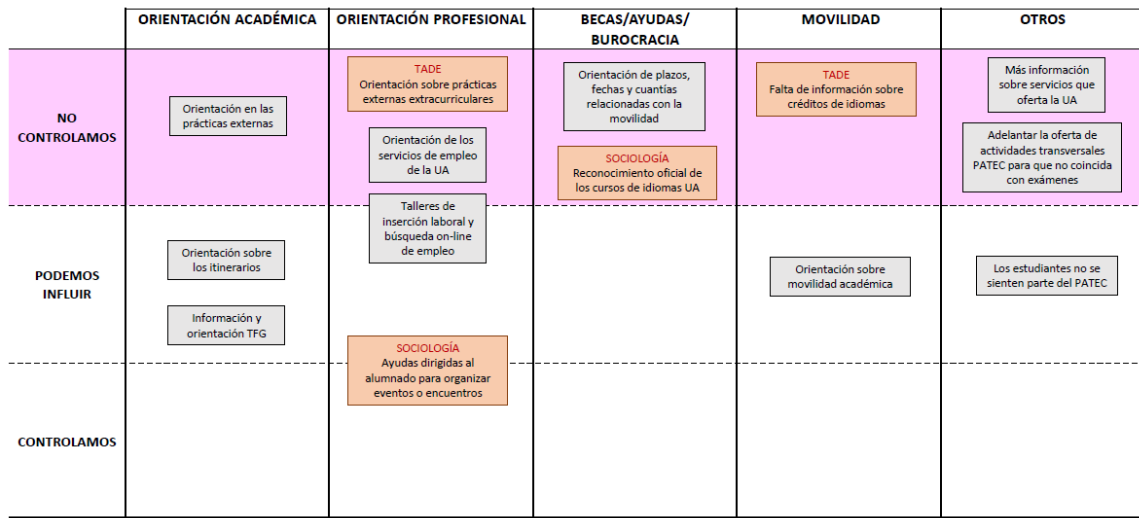 ORIENTACIÓN ACADÉMICA
ORIENTACIÓN PROFESIONAL
BECAS/AYUDAS/
BUROCRACIA
MOVILIDAD
OTROS
NO
CONTROLAMOS
Orientación en las
prácticas externas
TADE
Orientación sobre prácticas
externas extracurriculares
Orientación de los
servicios de empleo
de la UA
Talleres de
inserción laboral y
búsqueda on-line
de empleo
Orientación de plazos,
fechas y cuantías
relacionadas con la
movilidad
SOCIOLOGÍA
Reconocimiento oficial de
los cursos de idiomas UA
TADE
Falta de información sobre
créditos de idiomas
Más información
sobre servicios que
oferta la UA
Adelantar la oferta de
actividades transversales
PATEC para que no coincida
con exámenes
PODEMOS
INFLUIR
Orientación sobre
los itinerarios
Información y
orientación TFG
SOCIOLOGÍA
Ayudas dirigidas al
alumnado para organizar
eventos o encuentros
Orientación sobre
movilidad académica
Los estudiantes no se
sienten parte del PATEC
CONTROLAMOS